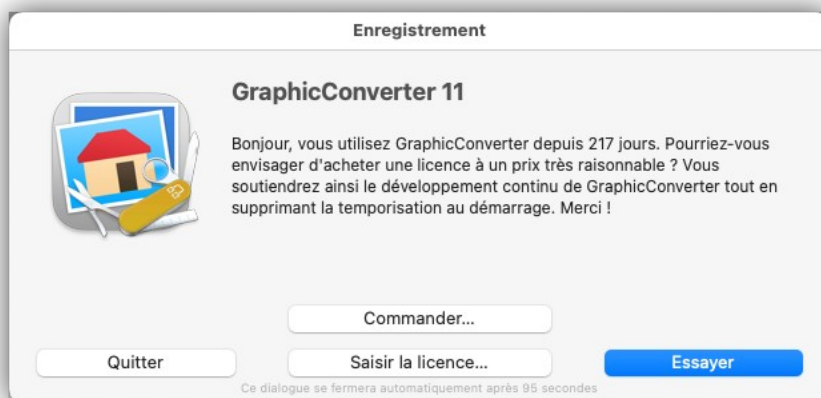 Enregistrement
GraphicConverter 11
Bonjour, vous utilisez GraphicConverter depuis 217 jours. Pourriez-vous
envisager d'acheter une licence à un prix très raisonnable ? Vous
soutiendrez ainsi le développement continu de GraphicConverter tout en
supprimant la temporisation au démarrage. Merci !
Commander...
Quitter
Saisir la licence...
Essayer
Ce dialogue se fermera automatiquement après 95 secondes